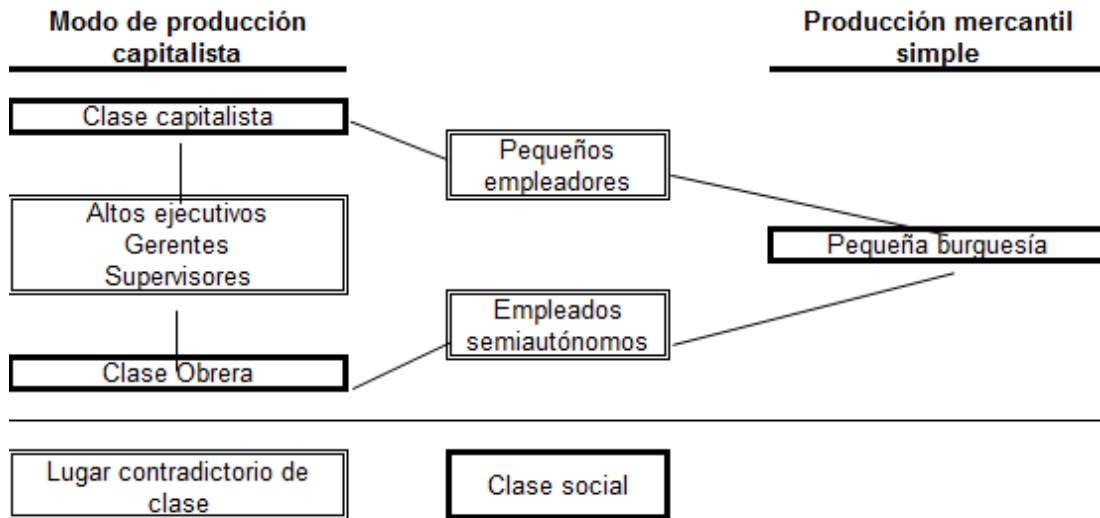 Modo de producción
capitalista
Producción mercantil
simple
Clase capitalista
Pequeños
empleadores
Altos ejecutivos
Gerentes
Supervisores
Pequeña burguesía
Empleados
semiautónomos
Clase Obrera
Lugar contradictorio de
clase
Clase social